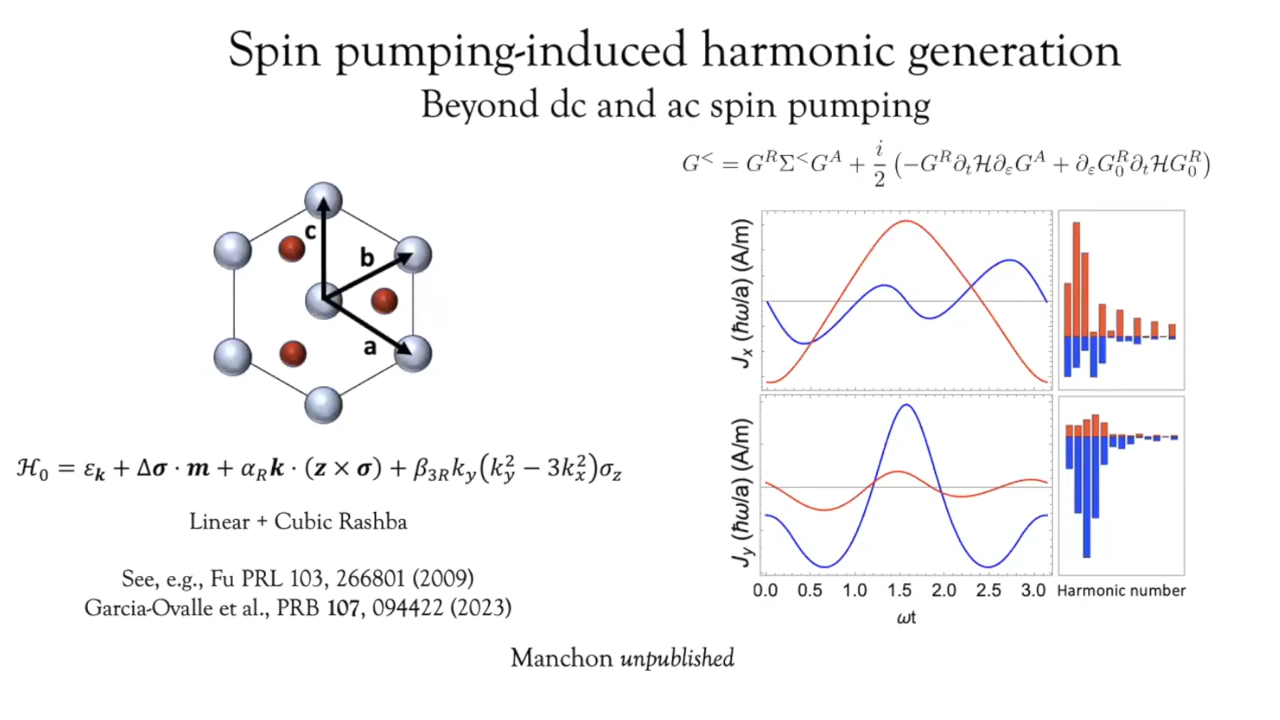 Spin pumping-induced harmonic generation
Beyond dc and ac spin pumping
G^< = G^R Σ^< G^A + i/2 (−G^R ∂_t ℋ ∂_ε G^A + ∂_ε G_0^R ∂_t ℋ G_0^R)
c
b
a
ℋ_0 = ε_k + Δσ · m + α_R k · (z × σ) + β_3R k_y (k_y^2 − 3k_x^2) σ_z
Linear + Cubic Rashba
See, e.g., Fu PRL 103, 266801 (2009)
Garcia-Ovalle et al., PRB 107, 094422 (2023)
J_x (ħω/a) (A/m)
J_y (ħω/a) (A/m)
0.0 0.5 1.0 1.5 2.0 2.5 3.0 Harmonic number
ωt
Manchon unpublished